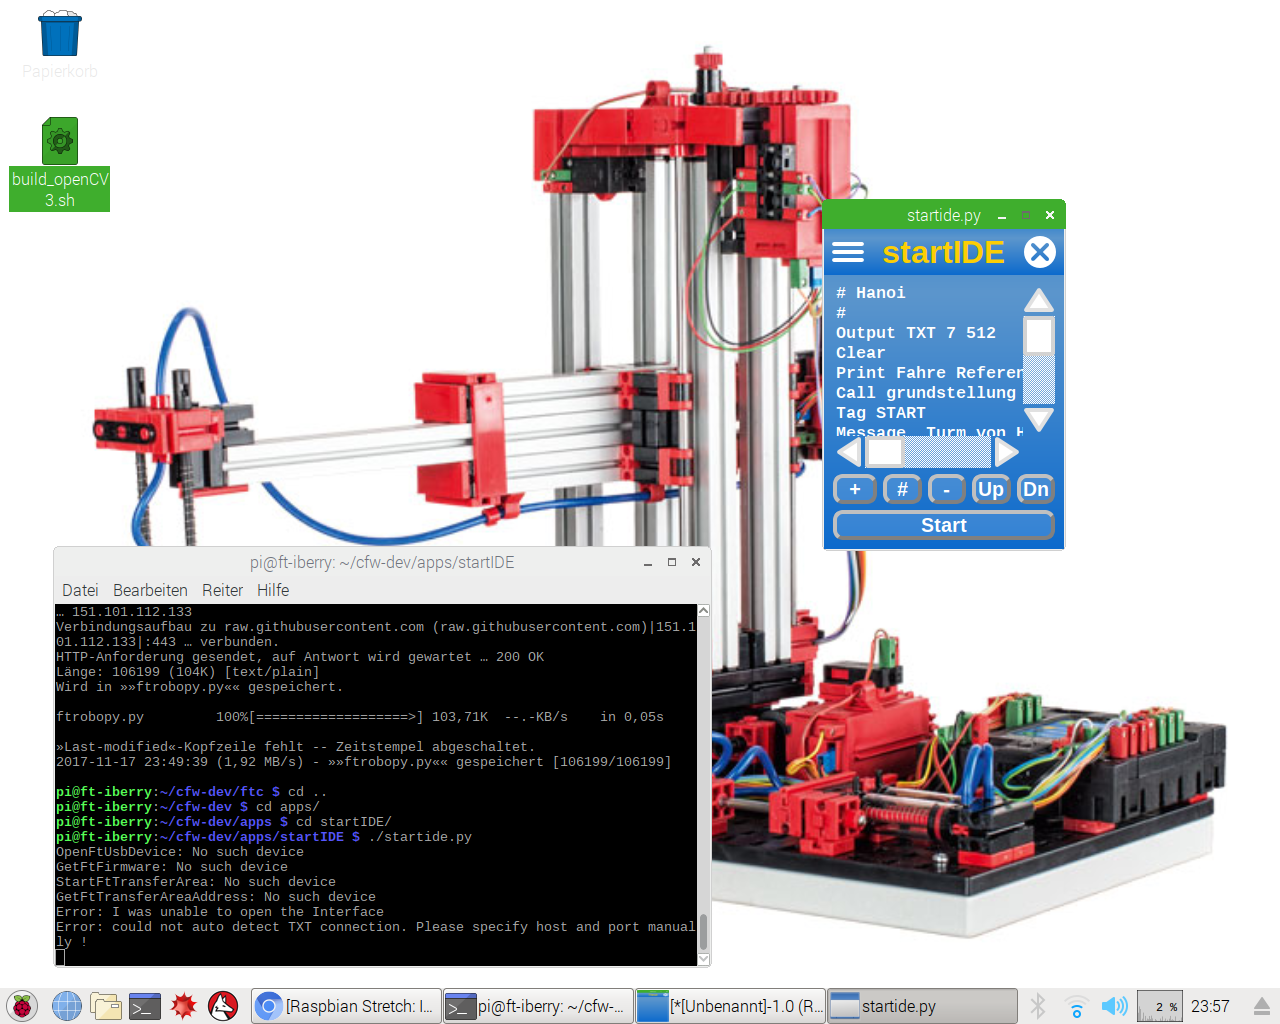 Papierkorb
build_openCV
3.sh
startide.py
startIDE
# Hanoi
#
Output TXT 7 512
Clear
Print Fahre Referen
Call grundstellung
Tag START
Message Turm von H
+ # - Up Dn
Start
pi@ft-iberry: ~/cfw-dev/apps/startIDE
Datei Bearbeiten Reiter Hilfe
… 151.101.112.133
Verbindungsaufbau zu raw.githubusercontent.com (raw.githubusercontent.com)|151.1
01.112.133|:443 … verbunden.
HTTP-Anforderung gesendet, auf Antwort wird gewartet … 200 OK
Länge: 106199 (104K) [text/plain]
Wird in »»ftrobopy.py«« gespeichert.
ftrobopy.py 100%[===================>] 103,71K --.-KB/s in 0,05s
»Last-modified«-Kopfzeile fehlt -- Zeitstempel abgeschaltet.
2017-11-17 23:49:39 (1,92 MB/s) - »»ftrobopy.py«« gespeichert [106199/106199]
pi@ft-iberry:~/cfw-dev/ftc $ cd ..
pi@ft-iberry:~/cfw-dev $ cd apps/
pi@ft-iberry:~/cfw-dev/apps $ cd startIDE/
pi@ft-iberry:~/cfw-dev/apps/startIDE $ ./startide.py
OpenFtUsbDevice: No such device
GetFtFirmware: No such device
StartFtTransferArea: No such device
GetFtTransferAreaAddress: No such device
Error: I was unable to open the Interface
Error: could not auto detect TXT connection. Please specify host and port manual
ly !
[Raspbian Stretch: I... pi@ft-iberry: ~/cfw-... [*[Unbenannt]-1.0 (R... startide.py 2 % 23:57